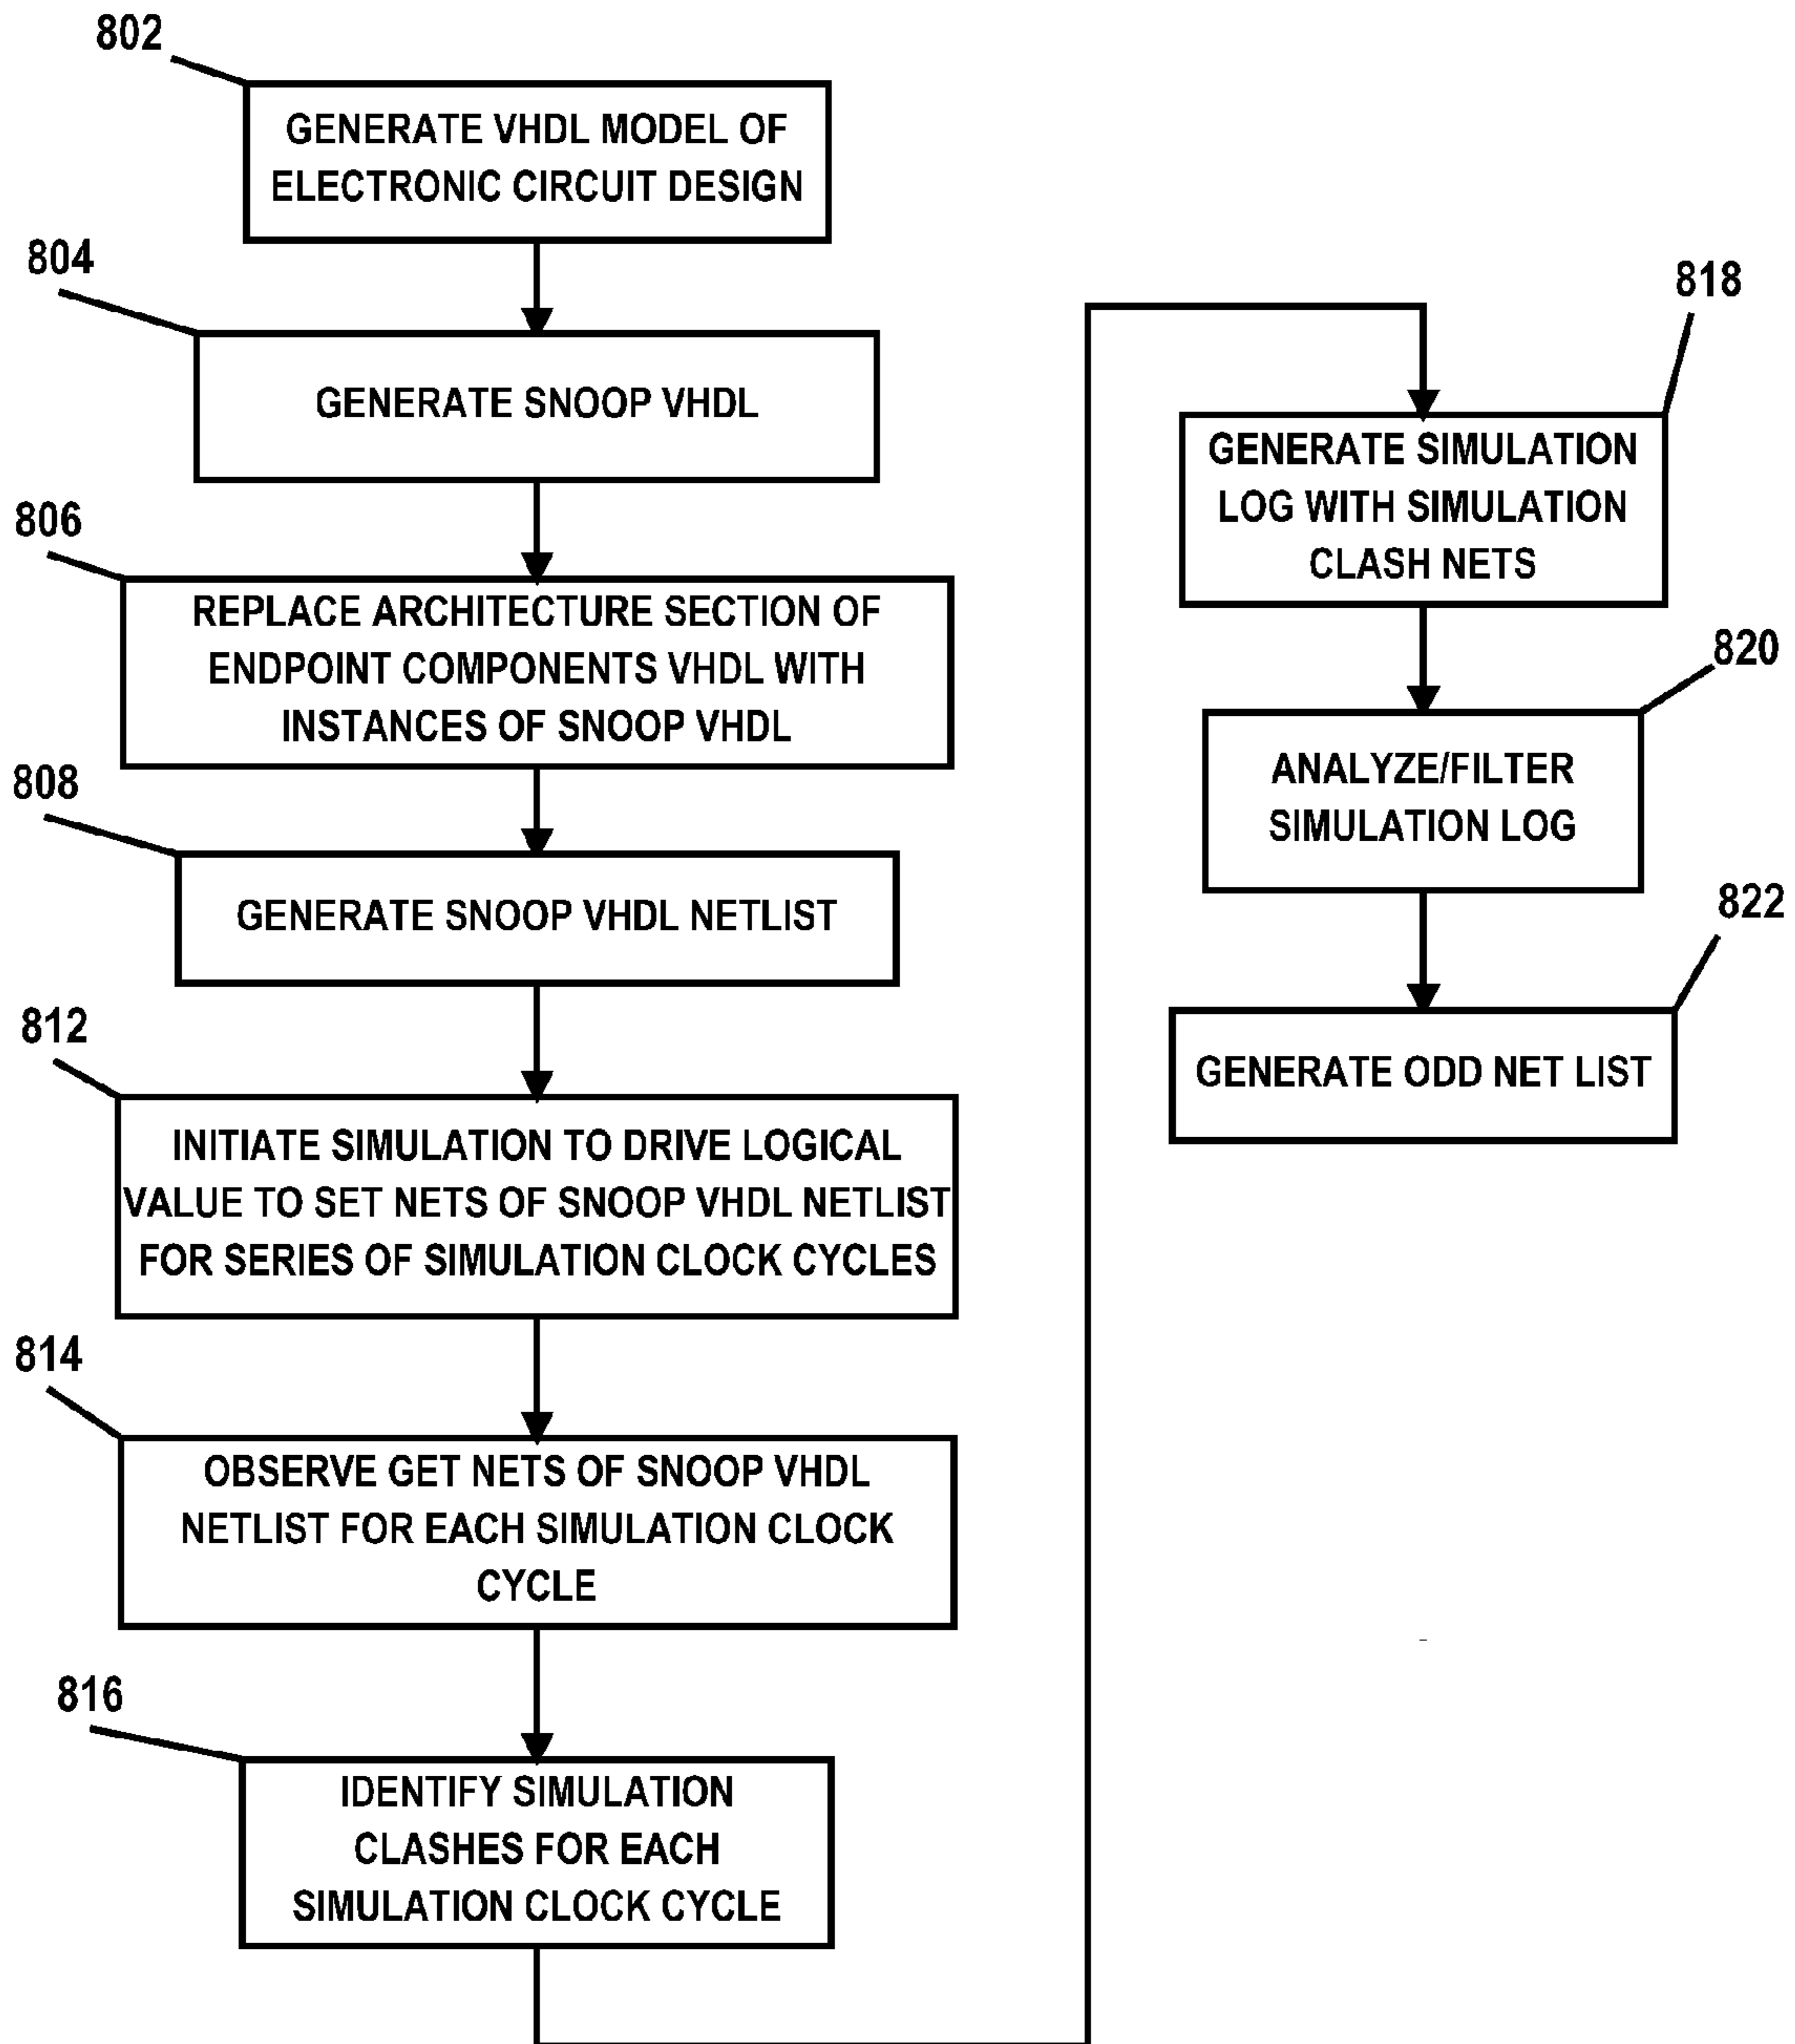 802
GENERATE VHDL MODEL OF
ELECTRONIC CIRCUIT DESIGN
804
GENERATE SNOOP VHDL
806
REPLACE ARCHITECTURE SECTION OF
ENDPOINT COMPONENTS VHDL WITH
INSTANCES OF SNOOP VHDL
808
GENERATE SNOOP VHDL NETLIST
812
INITIATE SIMULATION TO DRIVE LOGICAL
VALUE TO SET NETS OF SNOOP VHDL NETLIST
FOR SERIES OF SIMULATION CLOCK CYCLES
814
OBSERVE GET NETS OF SNOOP VHDL
NETLIST FOR EACH SIMULATION CLOCK
CYCLE
816
IDENTIFY SIMULATION
CLASHES FOR EACH
SIMULATION CLOCK CYCLE
818
GENERATE SIMULATION
LOG WITH SIMULATION
CLASH NETS
820
ANALYZE/FILTER
SIMULATION LOG
822
GENERATE ODD NET LIST